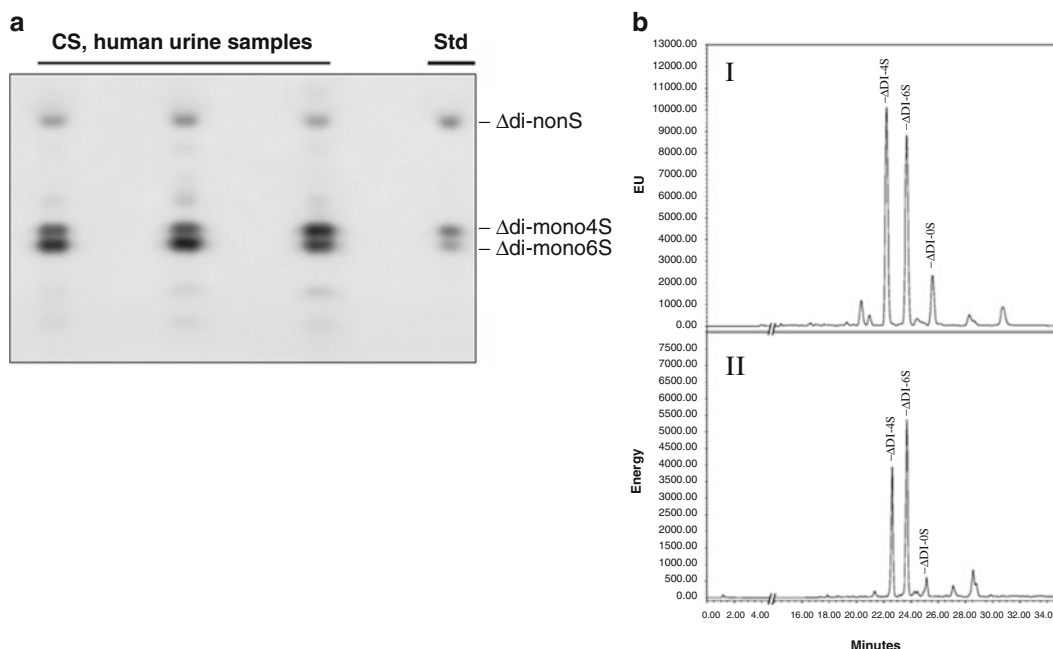 a
CS, human urine samples
Std
– Δdi-nonS
– Δdi-mono4S
– Δdi-mono6S
b
I
EU
13000.00
12000.00
11000.00
10000.00
9000.00
8000.00
7000.00
6000.00
5000.00
4000.00
3000.00
2000.00
1000.00
0.00
–ΔDI-4S
–ΔDI-6S
–ΔDI-0S
II
Energy
7500.00
7000.00
6500.00
6000.00
5500.00
5000.00
4500.00
4000.00
3500.00
3000.00
2500.00
2000.00
1500.00
1000.00
500.00
0.00
–ΔDI-4S
–ΔDI-6S
–ΔDI-0S
0.00 2.00 4.00 16.00 18.00 20.00 22.00 24.00 26.00 28.00 30.00 32.00 34.00
Minutes